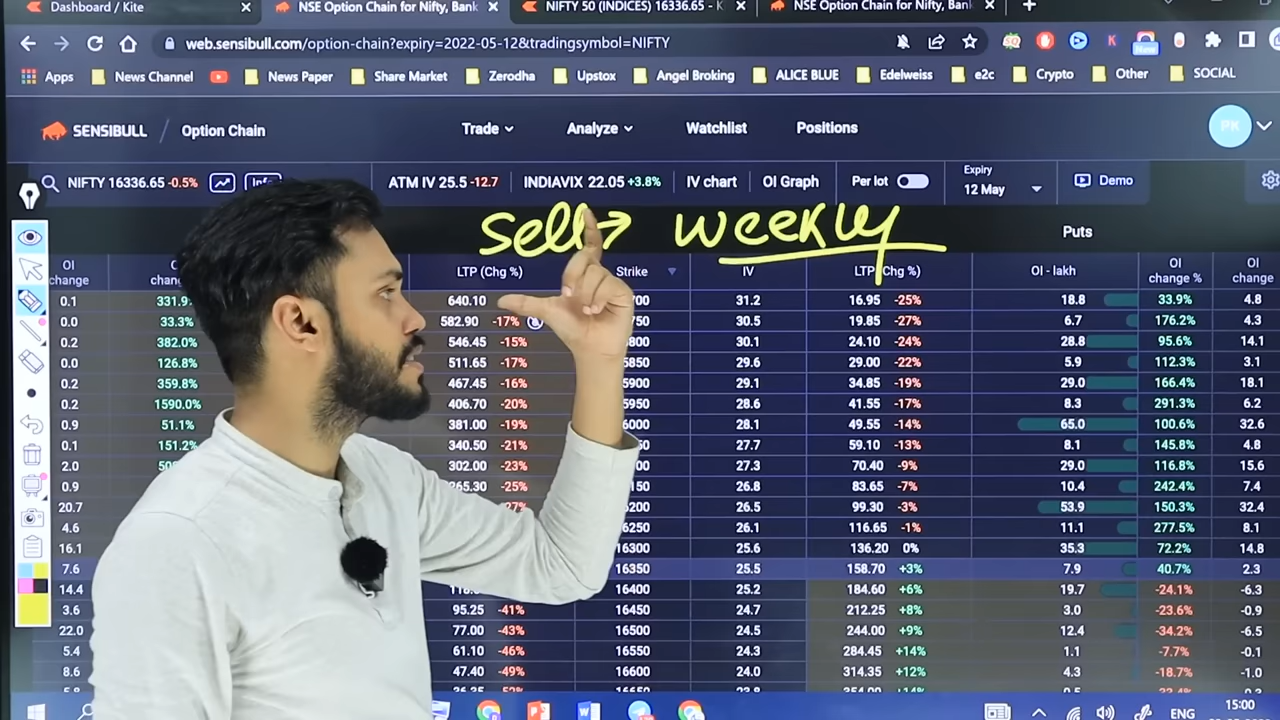 Dashboard / Kite × NSE Option Chain for Nifty, Bank × NIFTY 50 (INDICES) 16336.65 - K × NSE Option Chain for Nifty, Bank × +
web.sensibull.com/option-chain?expiry=2022-05-12&tradingsymbol=NIFTY K New
Apps News Channel News Paper Share Market Zerodha Upstox Angel Broking ALICE BLUE Edelweiss e2c Crypto Other SOCIAL
SENSIBULL / Option Chain Trade Analyze Watchlist Positions PK
NIFTY 16336.65 -0.5% Info ATM IV 25.5 -12.7 INDIAVIX 22.05 +3.8% IV chart OI Graph Per lot Expiry 12 May Demo
Sell → weekly Puts
OI change LTP (Chg %) Strike IV LTP (Chg %) OI - lakh OI change % OI change
0.1 331.9 640.10 700 31.2 16.95 -25% 18.8 33.9% 4.8
0.0 33.3% 582.90 -17% 750 30.5 19.85 -27% 6.7 176.2% 4.3
0.2 382.0% 546.45 -15% 5800 30.1 24.10 -24% 28.8 95.6% 14.1
0.0 126.8% 511.65 -17% 5850 29.6 29.00 -22% 5.9 112.3% 3.1
0.2 359.8% 467.45 -16% 5900 29.1 34.85 -19% 29.0 166.4% 18.1
0.2 1590.0% 406.70 -20% 5950 28.6 41.55 -17% 8.3 291.3% 6.2
0.9 51.1% 381.00 -19% 6000 28.1 49.55 -14% 65.0 100.6% 32.6
0.1 151.2% 340.50 -21% 27.7 59.10 -13% 8.1 145.8% 4.8
2.0 302.00 -23% 27.3 70.40 -9% 29.0 116.8% 15.6
0.9 265.30 -25% 150 26.8 83.65 -7% 10.4 242.4% 7.4
20.7 -27% 6200 26.5 99.30 -3% 53.9 150.3% 32.4
4.6 6250 26.1 116.65 -1% 11.1 277.5% 8.1
16.1 16300 25.6 136.20 0% 35.3 72.2% 14.8
7.6 16350 25.5 158.70 +3% 7.9 40.7% 2.3
14.4 16400 25.2 184.60 +6% 19.7 -24.1% -6.3
3.6 95.25 -41% 16450 24.7 212.25 +8% 3.0 -23.6% -0.9
22.0 77.00 -43% 16500 24.5 244.00 +9% 12.4 -34.2% -6.5
5.4 61.10 -46% 16550 24.3 284.45 +14% 1.1 -7.7% -0.1
8.6 47.40 -49% 16600 24.0 314.35 +12% 4.3 -18.7% -1.0
ENG 15:00